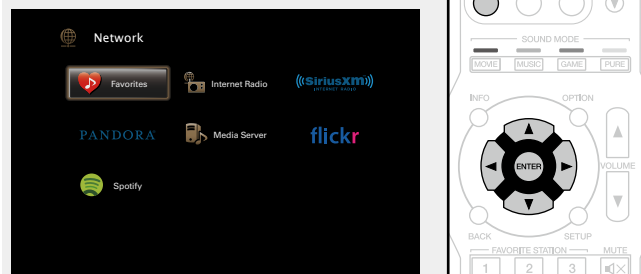 Network
Favorites
Internet Radio
((SiriusXM))
INTERNET RADIO
PANDORA
Media Server
flickr
Spotify
SOUND MODE
MOVIE MUSIC GAME PURE
INFO OPTION
ENTER
VOLUME
BACK SETUP
FAVORITE STATION MUTE
1 2 3